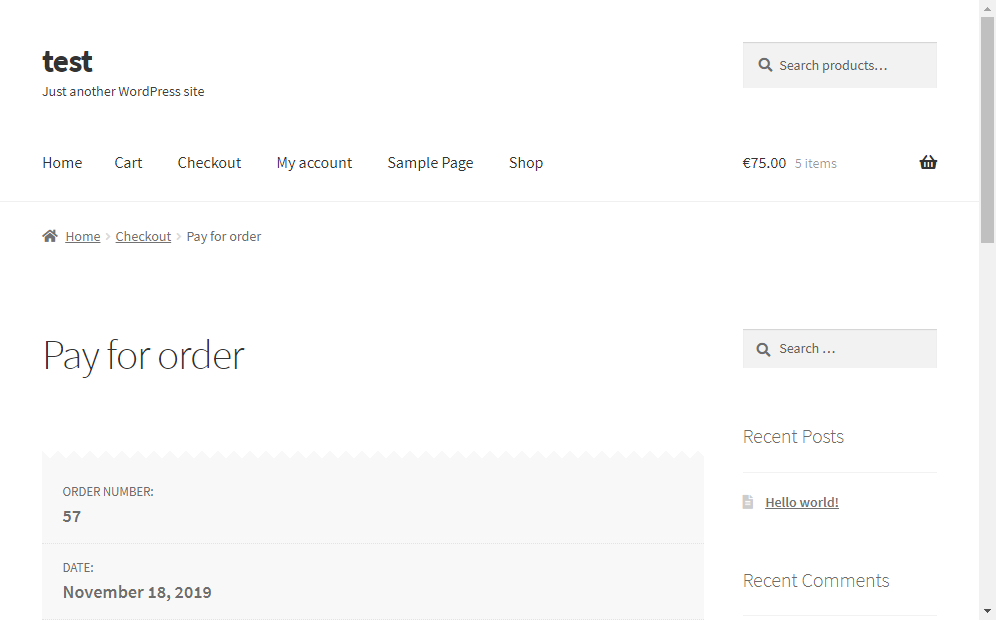 test
Just another WordPress site
Search products…
Home Cart Checkout My account Sample Page Shop
€75.00 5 items
Home Checkout Pay for order
Pay for order
Search …
Recent Posts
Hello world!
Recent Comments
ORDER NUMBER:
57
DATE:
November 18, 2019